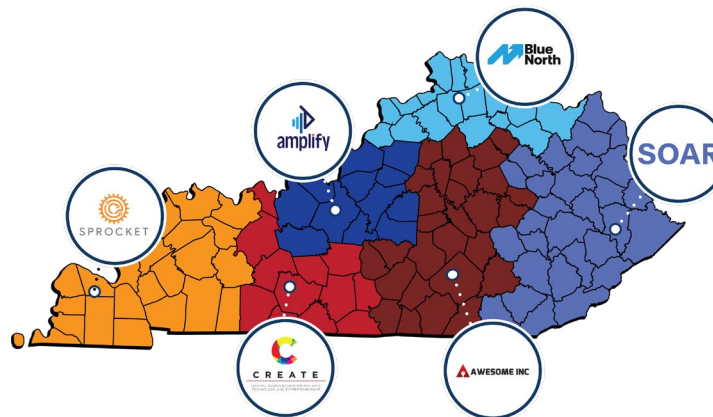 Blue
North
amplify
SOAR
SPROCKET
CREATE
AWESOME INC